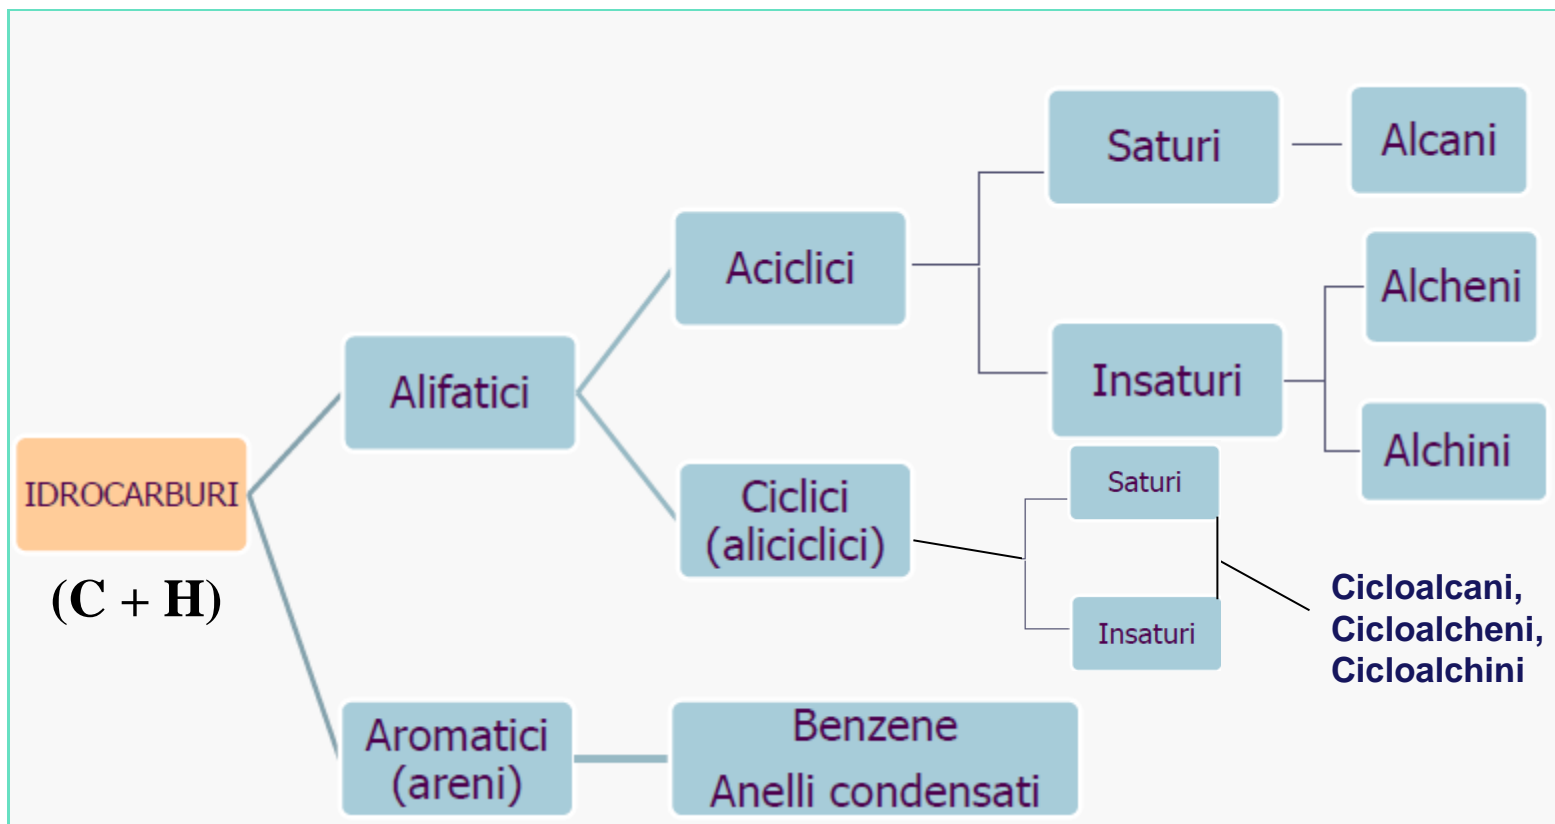 IDROCARBURI
(C + H)
Alifatici
Aromatici
(areni)
Aciclici
Ciclici
(aliciclici)
Benzene
Anelli condensati
Saturi
Insaturi
Saturi
Insaturi
Alcani
Alcheni
Alchini
Cicloalcani,
Cicloalcheni,
Cicloalchini